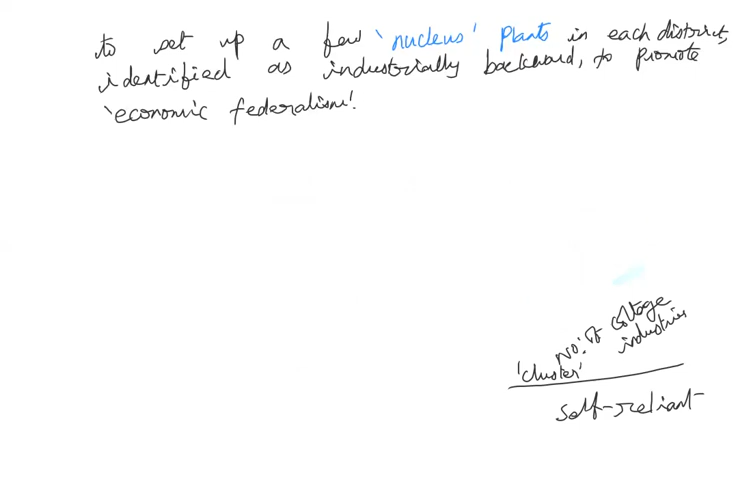 to set up a few 'nucleus' plants in each district,
identified as industrially backward, to promote
'economic federalism'.
No: of cottage
industries
'cluster'
self-reliant